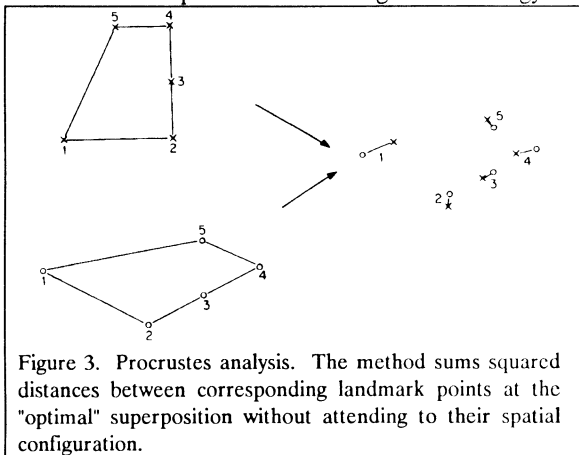 5 4
3
1 2
5
1
4
2 3
5
1 4
3
2
Figure 3. Procrustes analysis. The method sums squared
distances between corresponding landmark points at the
"optimal" superposition without attending to their spatial
configuration.